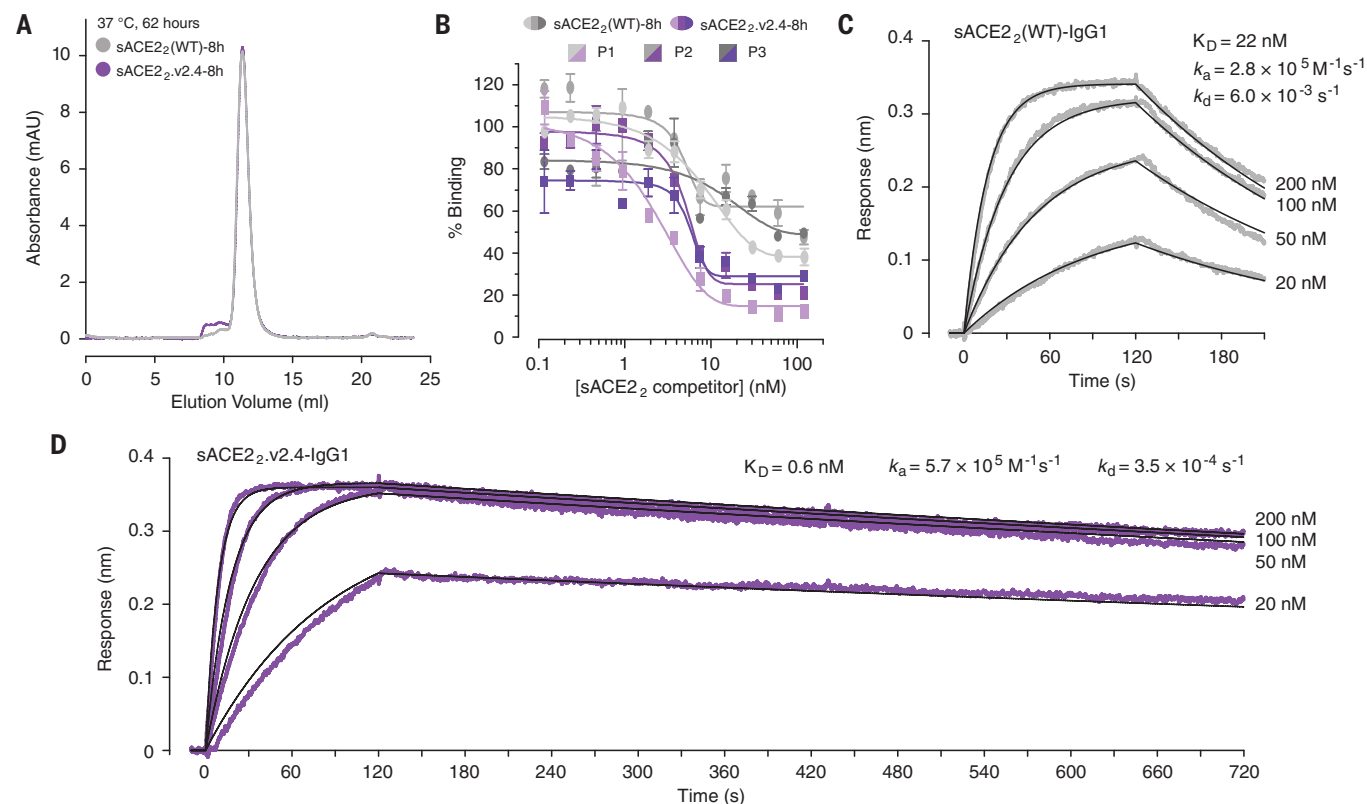 A
37 °C, 62 hours
sACE2₂(WT)-8h
sACE2₂.v2.4-8h
Absorbance (mAU)
10
8
6
4
2
0
0 5 10 15 20 25
Elution Volume (ml)
B
sACE2₂(WT)-8h sACE2₂.v2.4-8h
P1 P2 P3
% Binding
120
100
80
60
40
20
0
0.1 1 10 100
[sACE2₂ competitor] (nM)
C
sACE2₂(WT)-IgG1
K_D = 22 nM
kₐ = 2.8 × 10⁵ M⁻¹s⁻¹
k_d = 6.0 × 10⁻³ s⁻¹
Response (nm)
0.4
0.3
0.2
0.1
0
200 nM
100 nM
50 nM
20 nM
0 60 120 180
Time (s)
D
sACE2₂.v2.4-IgG1
K_D = 0.6 nM kₐ = 5.7 × 10⁵ M⁻¹s⁻¹ k_d = 3.5 × 10⁻⁴ s⁻¹
Response (nm)
0.4
0.3
0.2
0.1
0
200 nM
100 nM
50 nM
20 nM
0 60 120 180 240 300 360 420 480 540 600 660 720
Time (s)